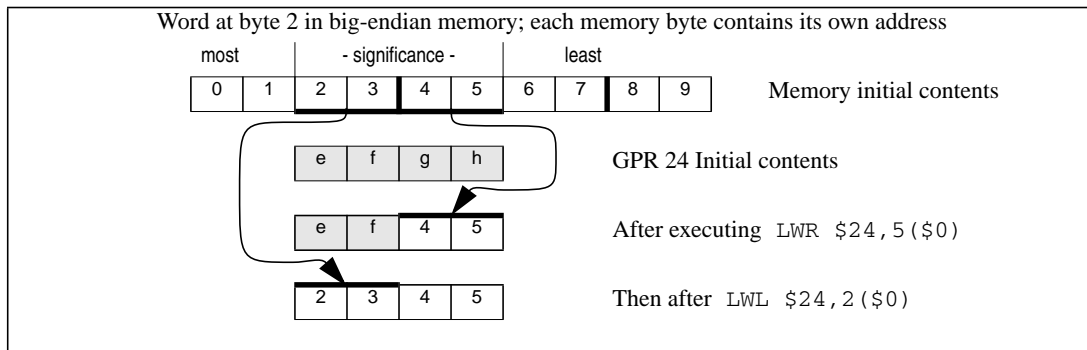 Word at byte 2 in big-endian memory; each memory byte contains its own address
most - significance - least
0 1 2 3 4 5 6 7 8 9 Memory initial contents
e f g h GPR 24 Initial contents
e f 4 5 After executing LWR $24,5($0)
2 3 4 5 Then after LWL $24,2($0)